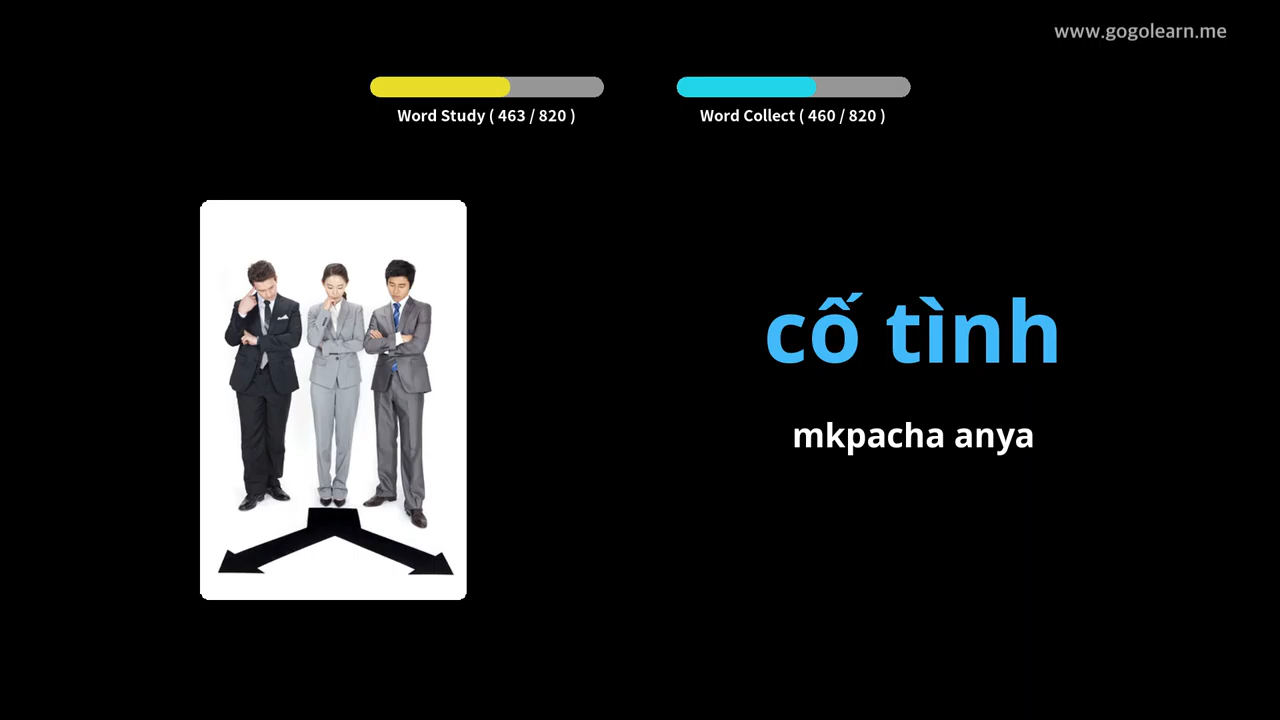 www.gogolearn.me
Word Study ( 463 / 820 )
Word Collect ( 460 / 820 )
cố tình
mkpacha anya